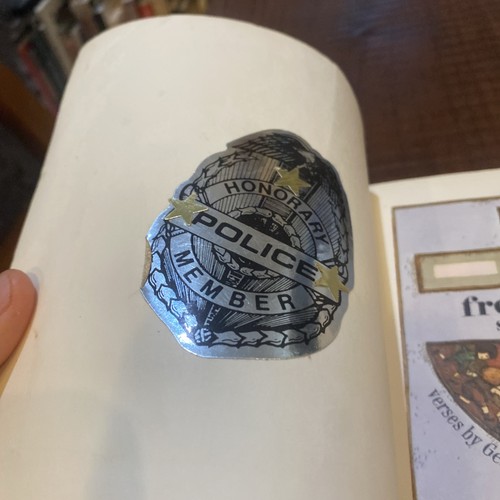 HONORARY
POLICE
MEMBER
fro
verses by Ge